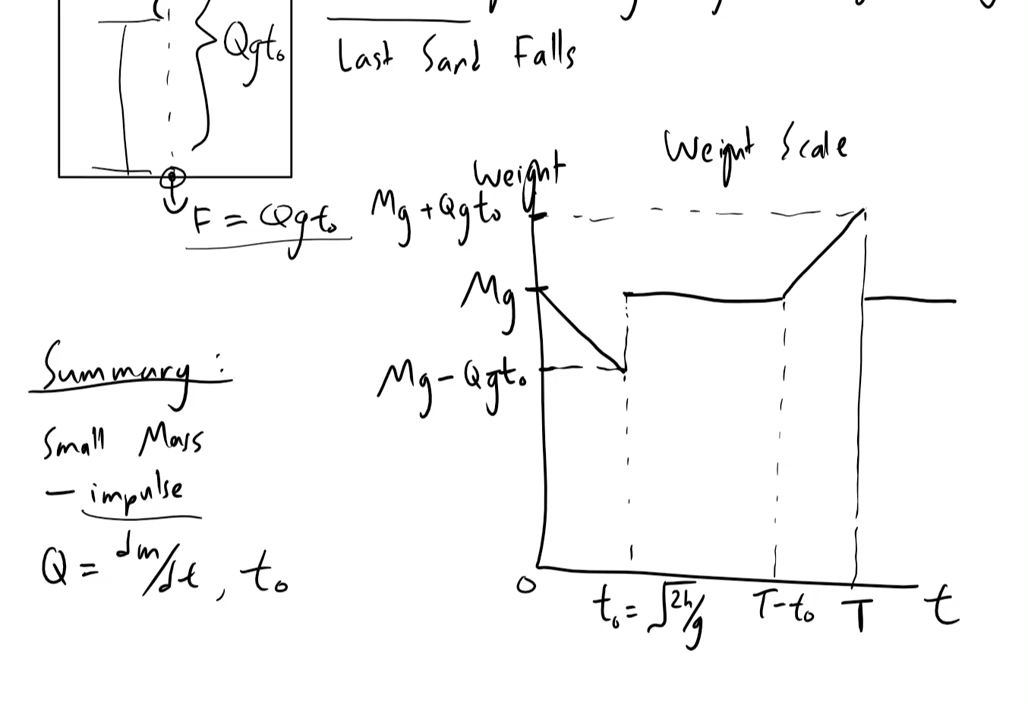 Qgt₀
Last Sand Falls
F = Qgt₀
Summary:
Small Mass
– impulse
Q = dm/dt, t₀
Weight Scale
Weight
Mg + Qgt₀
Mg
Mg – Qgt₀
0
t₀ = √2h/g
T-t₀
T
t